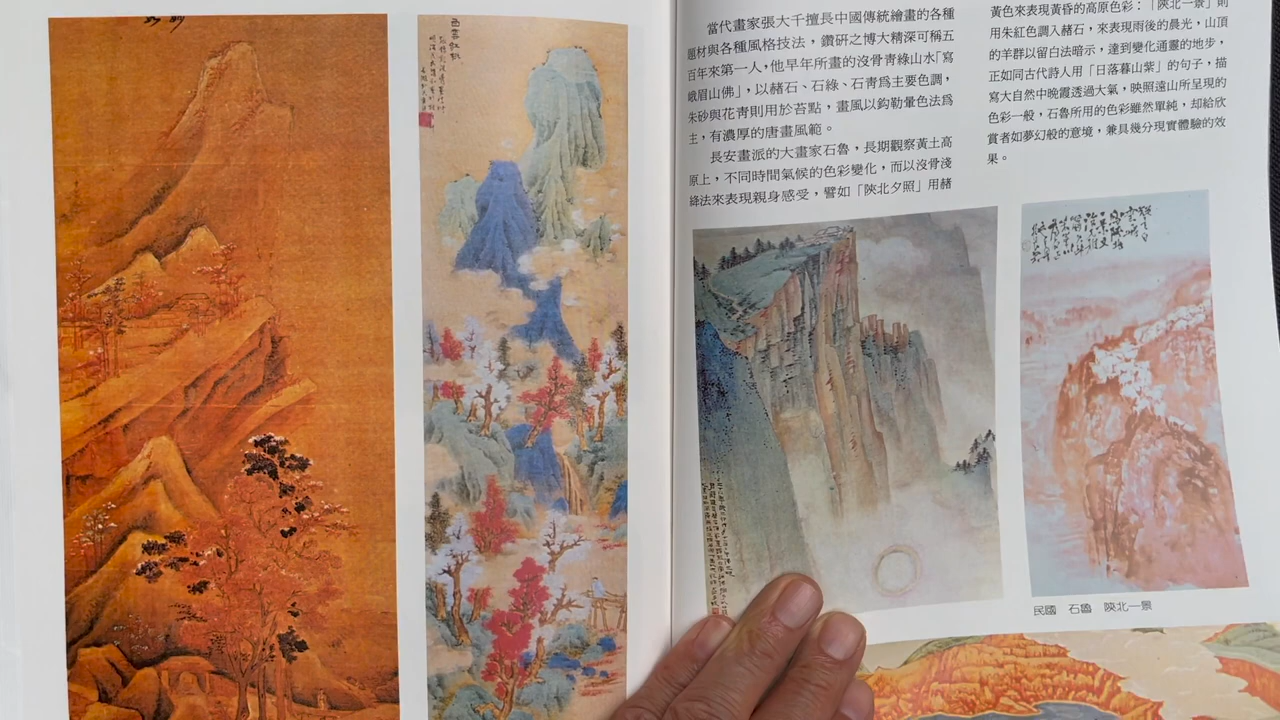 當代畫家張大千擅長中國傳統繪畫的各種
題材與各種風格技法，鑽研之博大精深可稱五
百年來第一人，他早年所畫的沒骨靑綠山水「寫
峨眉山佛」，以赭石、石綠、石靑爲主要色調，
朱砂與花靑則用於苔點，畫風以鉤勒暈色法爲
主，有濃厚的唐畫風範。
長安畫派的大畫家石魯，長期觀察黃土高
原上，不同時間氣候的色彩變化，而以沒骨淺
絳法來表現親身感受，譬如「陝北夕照」用赭
黃色來表現黃昏的高原色彩：「陝北一景」則
用朱紅色調入赭石，來表現雨後的晨光，山頂
的羊群以留白法暗示，達到變化通靈的地步，
正如同古代詩人用「日落暮山紫」的句子，描
寫大自然中晚霞透過大氣，映照遠山所呈現的
色彩一般，石魯所用的色彩雖然單純，却給欣
賞者如夢幻般的意境，兼具幾分現實體驗的效
果。
民國　石魯　陝北一景